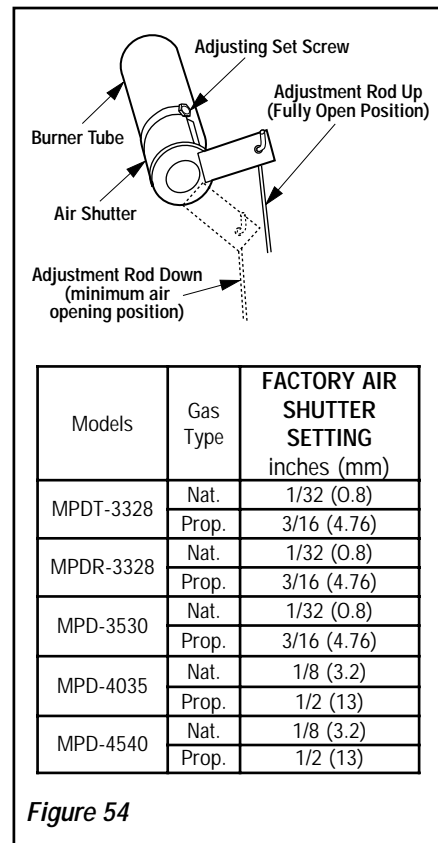 Adjusting Set Screw
Adjustment Rod Up
(Fully Open Position)
Burner Tube
Air Shutter
Adjustment Rod Down
(minimum air
opening position)
Models
Gas
Type
FACTORY AIR
SHUTTER
SETTING
inches (mm)
MPDT-3328
Nat.
1/32 (O.8)
Prop.
3/16 (4.76)
MPDR-3328
Nat.
1/32 (O.8)
Prop.
3/16 (4.76)
MPD-3530
Nat.
1/32 (O.8)
Prop.
3/16 (4.76)
MPD-4035
Nat.
1/8 (3.2)
Prop.
1/2 (13)
MPD-4540
Nat.
1/8 (3.2)
Prop.
1/2 (13)
Figure 54